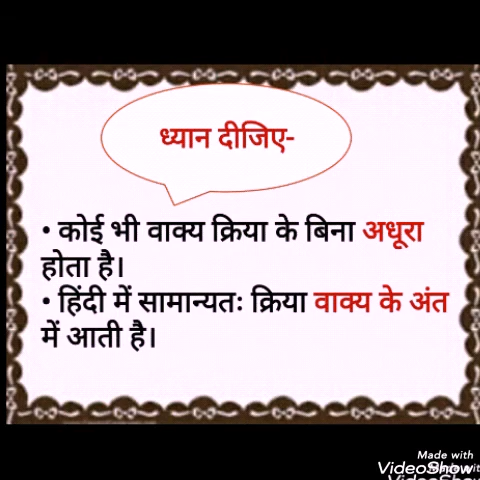 ध्यान दीजिए-
• कोई भी वाक्य क्रिया के बिना अधूरा
होता है।
• हिंदी में सामान्यतः क्रिया वाक्य के अंत
में आती है।
Made with
VideoShow